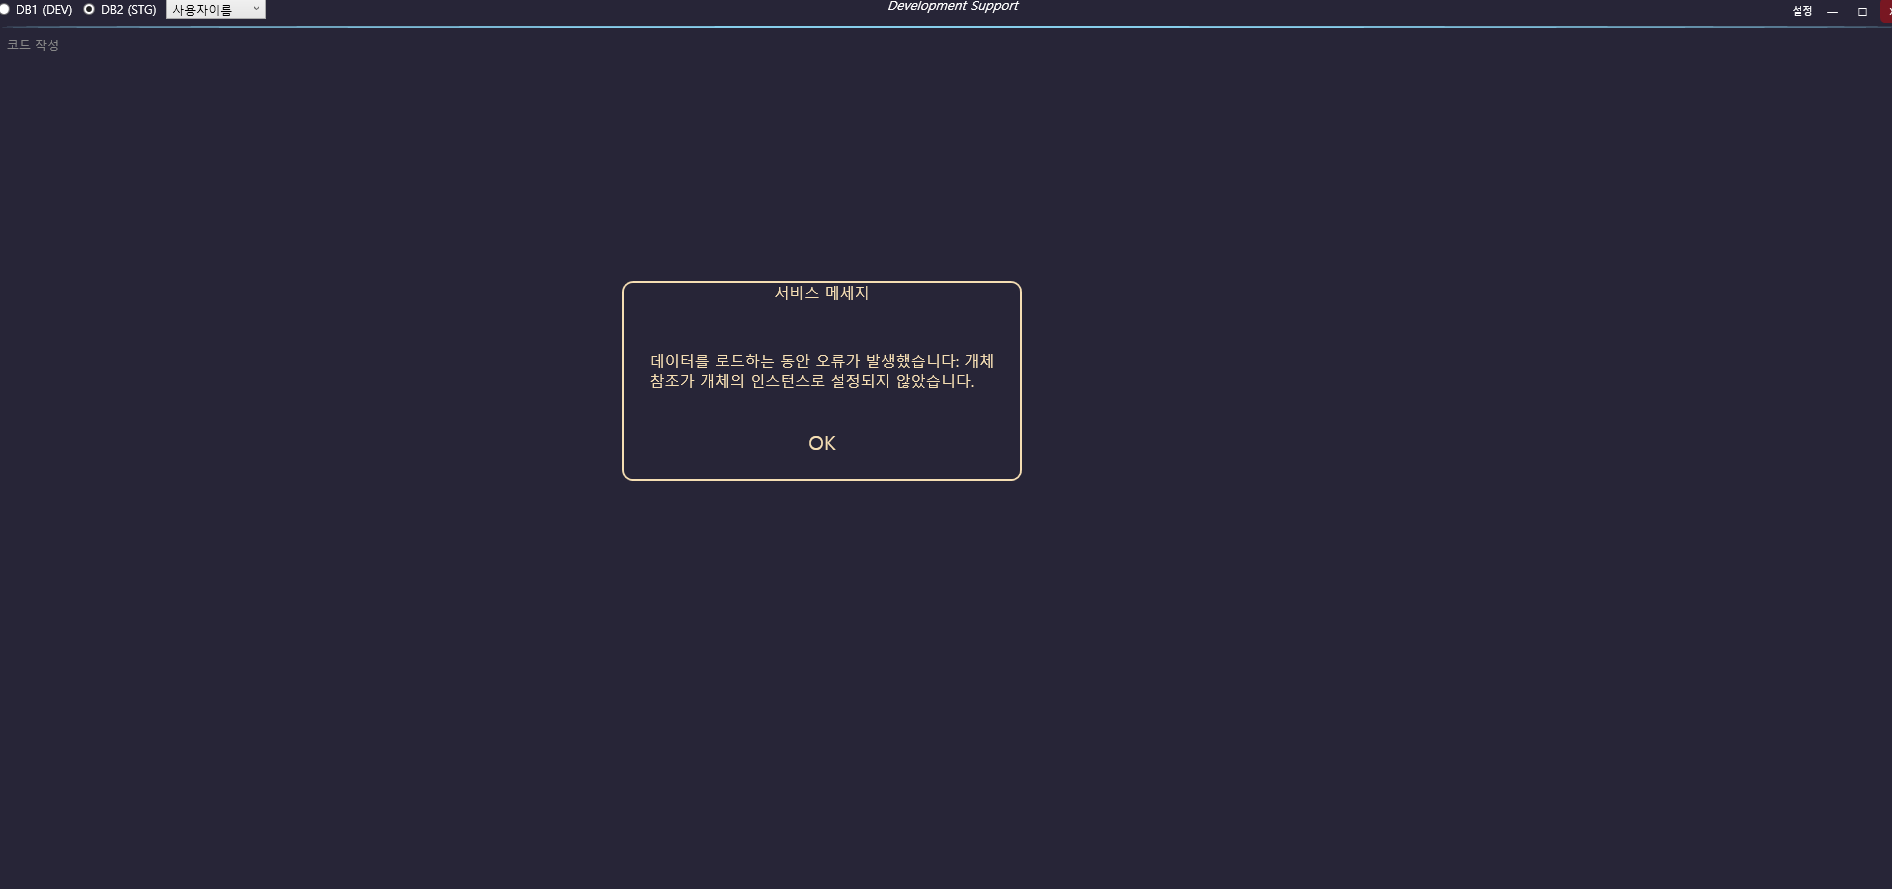 DB1 (DEV) DB2 (STG) 사용자이름 Development Support 설정
코드 작성
서비스 메세지
데이터를 로드하는 동안 오류가 발생했습니다: 개체
참조가 개체의 인스턴스로 설정되지 않았습니다.
OK